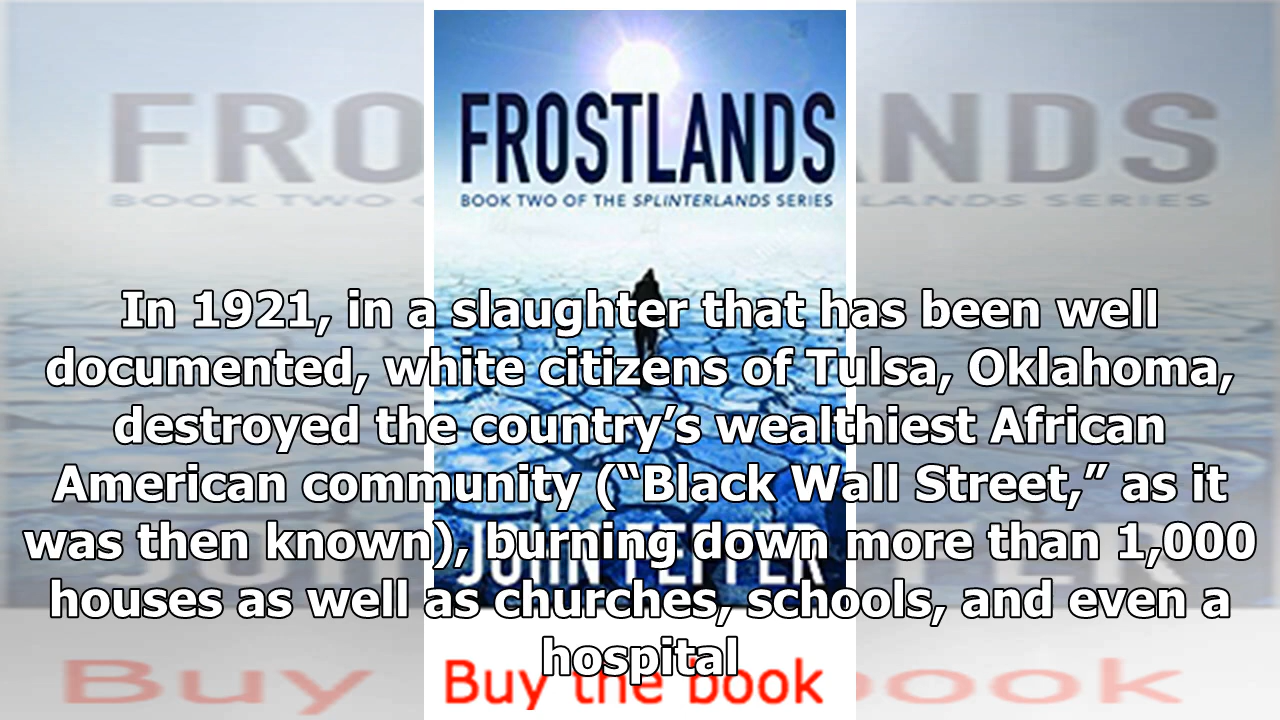 FROSTLANDS
BOOK TWO OF THE SPLINTERLANDS SERIES
In 1921, in a slaughter that has been well
documented, white citizens of Tulsa, Oklahoma,
destroyed the country’s wealthiest African
American community (“Black Wall Street,” as it
was then known), burning down more than 1,000
houses as well as churches, schools, and even a
hospital
JOHN FEFFER
Buy the book